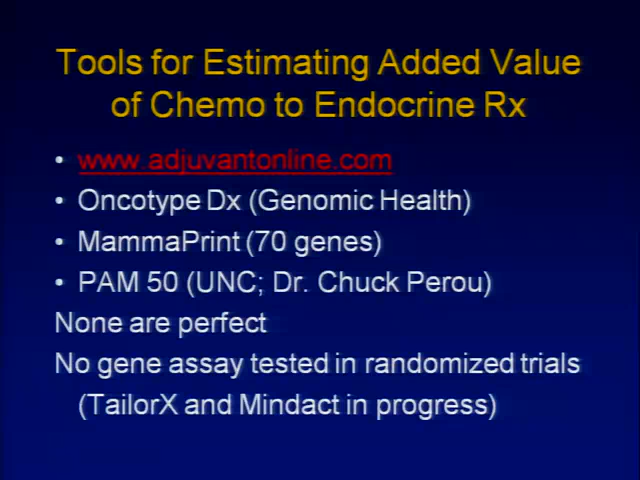 Tools for Estimating Added Value
of Chemo to Endocrine Rx
• www.adjuvantonline.com
• Oncotype Dx (Genomic Health)
• MammaPrint (70 genes)
• PAM 50 (UNC; Dr. Chuck Perou)
None are perfect
No gene assay tested in randomized trials
(TailorX and Mindact in progress)